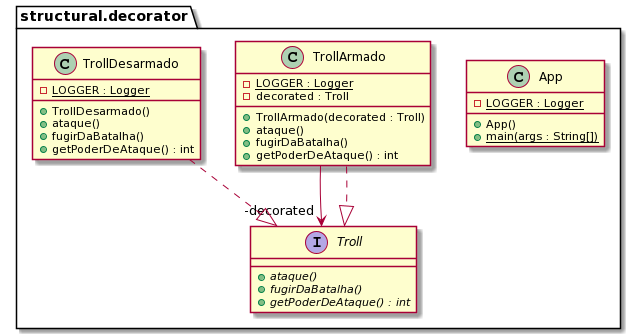 structural.decorator
C TrollDesarmado
LOGGER : Logger
TrollDesarmado()
ataque()
fugirDaBatalha()
getPoderDeAtaque() : int
C TrollArmado
LOGGER : Logger
decorated : Troll
TrollArmado(decorated : Troll)
ataque()
fugirDaBatalha()
getPoderDeAtaque() : int
C App
LOGGER : Logger
App()
main(args : String[])
-decorated
I Troll
ataque()
fugirDaBatalha()
getPoderDeAtaque() : int